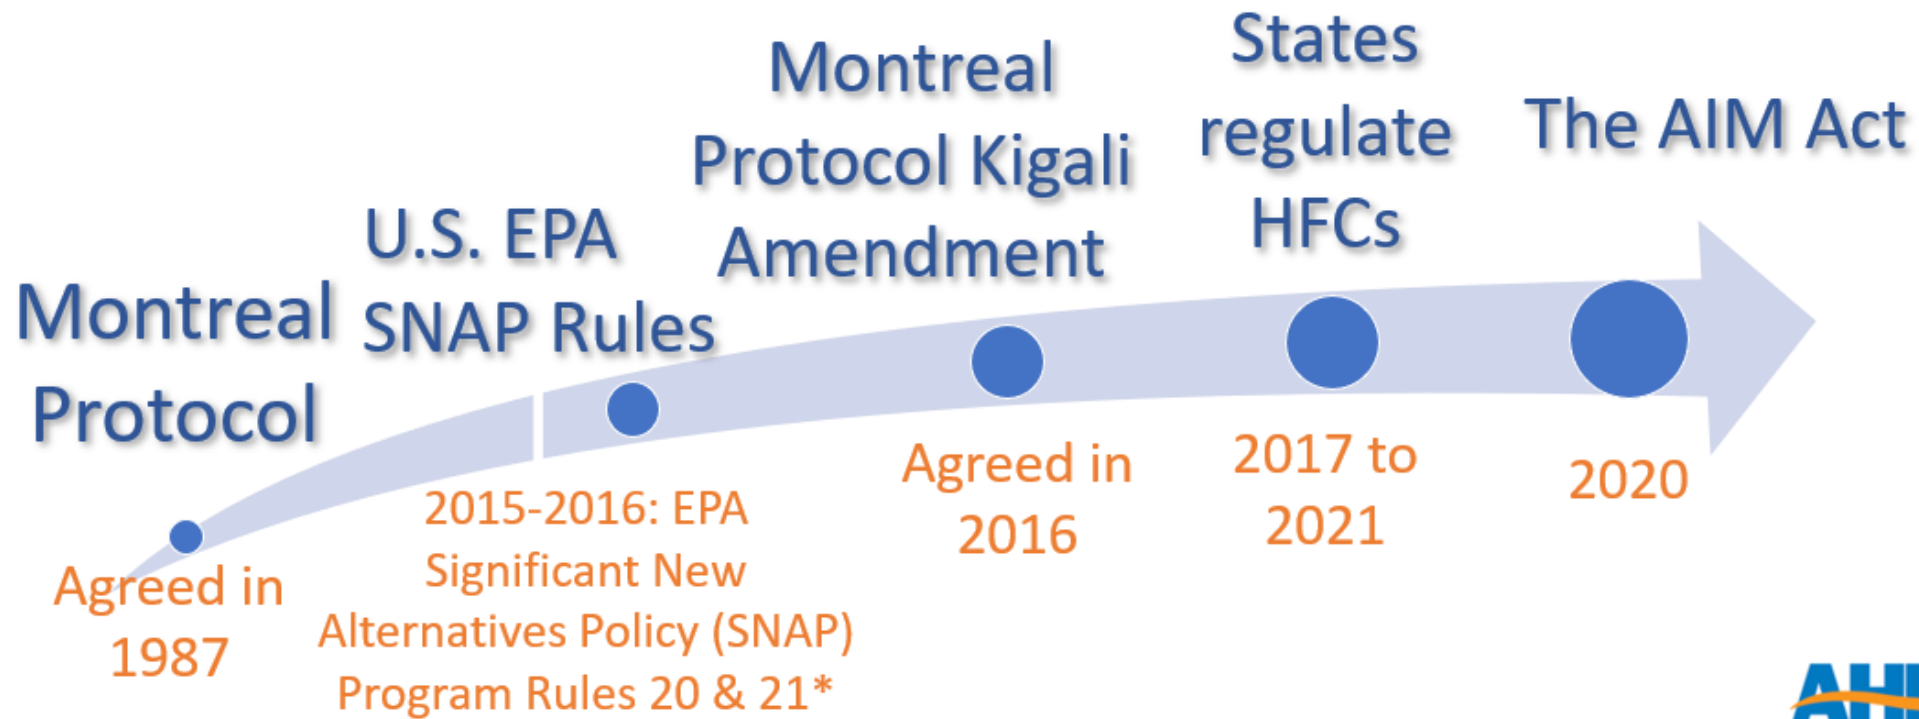 Montreal
Protocol
Agreed in
1987
U.S. EPA
SNAP Rules
2015-2016: EPA
Significant New
Alternatives Policy (SNAP)
Program Rules 20 & 21*
Montreal
Protocol Kigali
Amendment
Agreed in
2016
States
regulate
HFCs
2017 to
2021
The AIM Act
2020